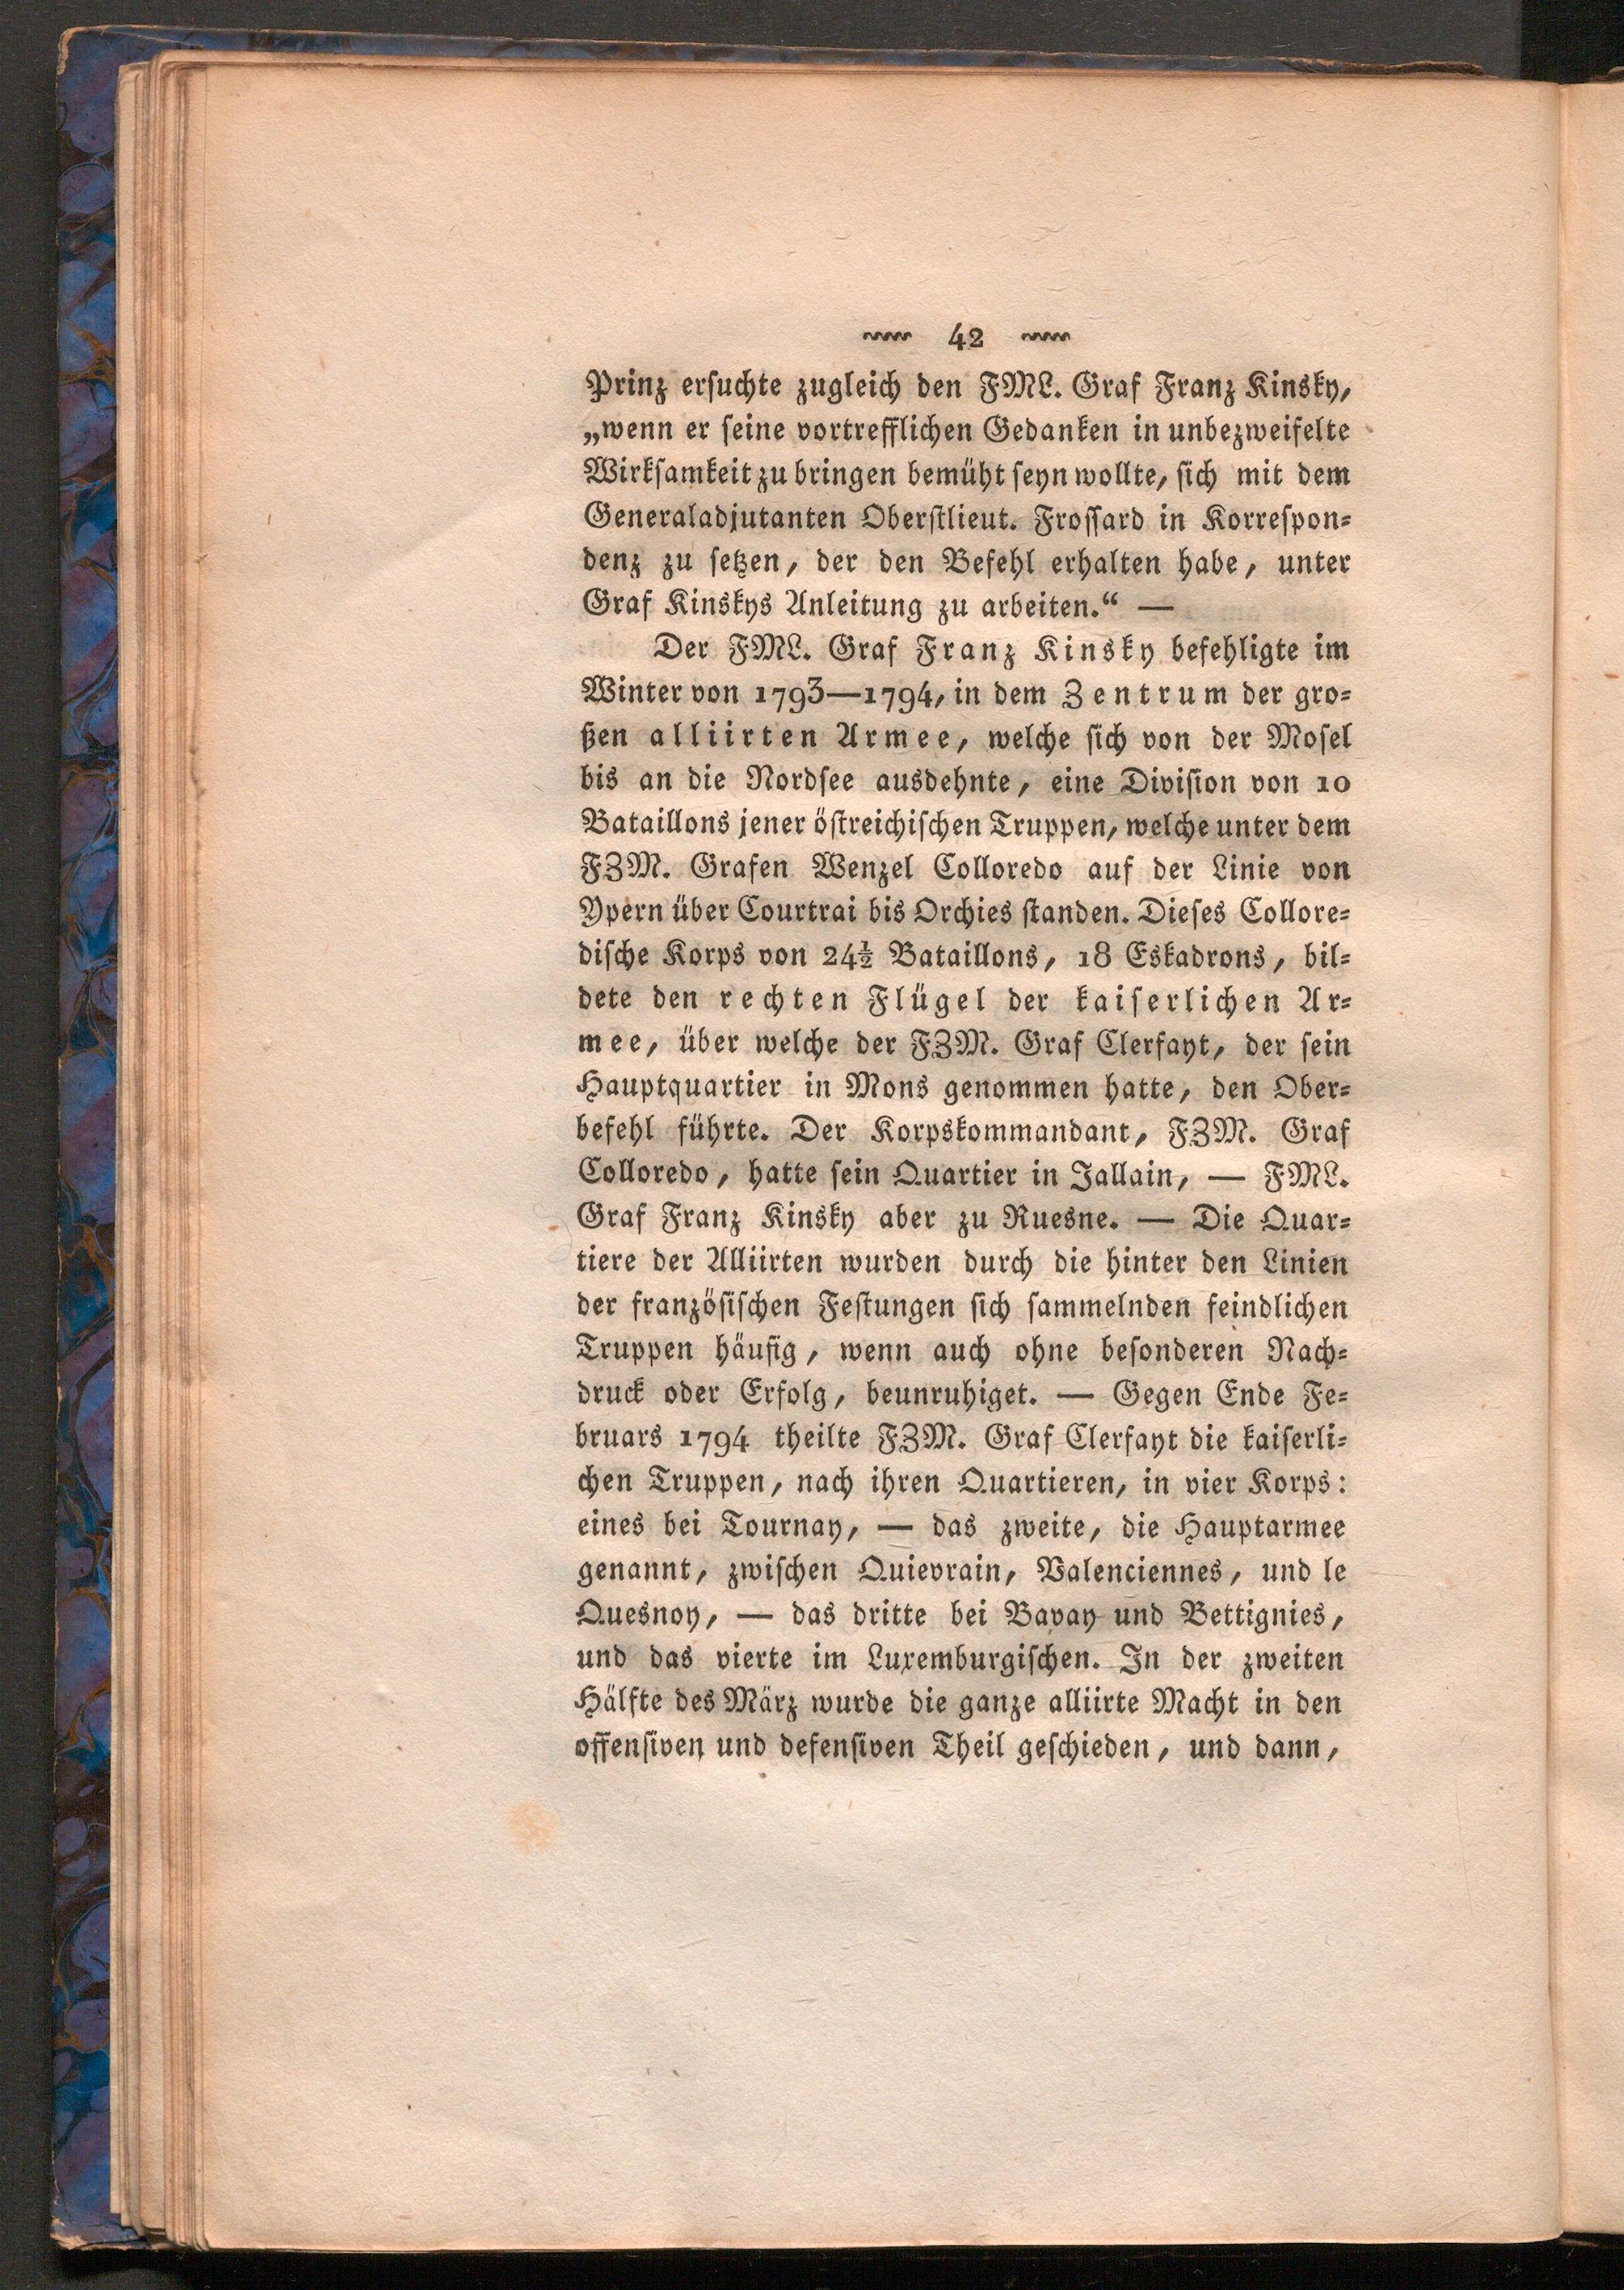 42
Prinz ersuchte zugleich den FML. Graf Franz Kinsky,
„wenn er seine vortrefflichen Gedanken in unbezweifelte
Wirksamkeit zu bringen bemüht seyn wollte, sich mit dem
Generaladjutanten Oberstlieut. Frossard in Korrespon-
denz zu setzen, der den Befehl erhalten habe, unter
Graf Kinskys Anleitung zu arbeiten.“ —
Der FML. Graf Franz Kinsky befehligte im
Winter von 1793—1794, in dem Zentrum der gro-
ßen alliirten Armee, welche sich von der Mosel
bis an die Nordsee ausdehnte, eine Division von 10
Bataillons jener östreichischen Truppen, welche unter dem
FZM. Grafen Wenzel Colloredo auf der Linie von
Ypern über Courtrai bis Orchies standen. Dieses Collore-
dische Korps von 24½ Bataillons, 18 Eskadrons, bil-
dete den rechten Flügel der kaiserlichen Ar-
mee, über welche der FZM. Graf Clerfayt, der sein
Hauptquartier in Mons genommen hatte, den Ober-
befehl führte. Der Korpskommandant, FZM. Graf
Colloredo, hatte sein Quartier in Jallain, — FML.
Graf Franz Kinsky aber zu Ruesne. — Die Quar-
tiere der Alliirten wurden durch die hinter den Linien
der französischen Festungen sich sammelnden feindlichen
Truppen häufig, wenn auch ohne besonderen Nach-
druck oder Erfolg, beunruhiget. — Gegen Ende Fe-
bruars 1794 theilte FZM. Graf Clerfayt die kaiserli-
chen Truppen, nach ihren Quartieren, in vier Korps:
eines bei Tournay, — das zweite, die Hauptarmee
genannt, zwischen Quievrain, Valenciennes, und le
Quesnoy, — das dritte bei Bavay und Bettignies,
und das vierte im Luxemburgischen. In der zweiten
Hälfte des März wurde die ganze alliirte Macht in den
offensiven und defensiven Theil geschieden, und dann,